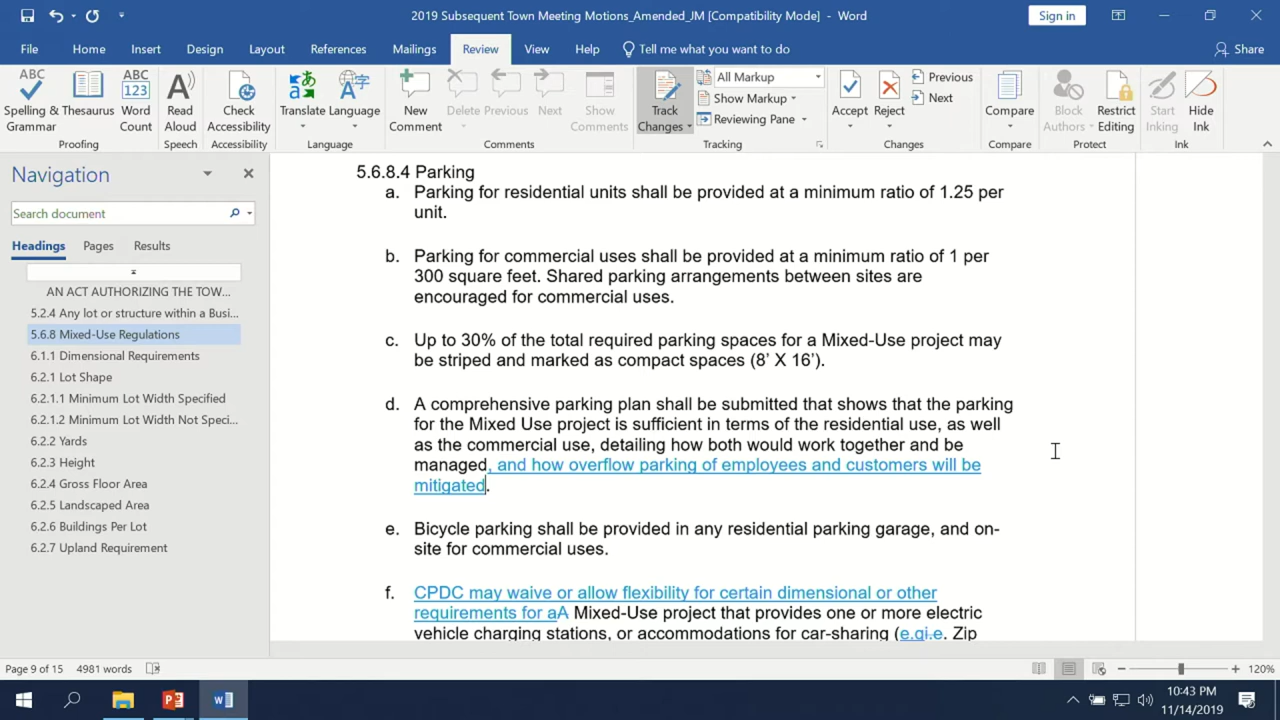 2019 Subsequent Town Meeting Motions_Amended_JM [Compatibility Mode] - Word
Sign in
File Home Insert Design Layout References Mailings Review View Help Tell me what you want to do Share
ABC
Spelling & Grammar
Thesaurus
ABC 123
Word Count
Proofing
Read Aloud
Speech
Check Accessibility
Accessibility
Translate
Language
Language
New Comment
Delete
Previous
Next
Show Comments
Comments
Track Changes
All Markup
Show Markup
Reviewing Pane
Tracking
Accept
Reject
Previous
Next
Changes
Compare
Compare
Block Authors
Restrict Editing
Protect
Start Inking
Hide Ink
Ink
Navigation
Search document
Headings Pages Results
AN ACT AUTHORIZING THE TOW...
5.2.4 Any lot or structure within a Busi...
5.6.8 Mixed-Use Regulations
6.1.1 Dimensional Requirements
6.2.1 Lot Shape
6.2.1.1 Minimum Lot Width Specified
6.2.1.2 Minimum Lot Width Not Speci...
6.2.2 Yards
6.2.3 Height
6.2.4 Gross Floor Area
6.2.5 Landscaped Area
6.2.6 Buildings Per Lot
6.2.7 Upland Requirement
5.6.8.4 Parking
a. Parking for residential units shall be provided at a minimum ratio of 1.25 per
unit.
b. Parking for commercial uses shall be provided at a minimum ratio of 1 per
300 square feet. Shared parking arrangements between sites are
encouraged for commercial uses.
c. Up to 30% of the total required parking spaces for a Mixed-Use project may
be striped and marked as compact spaces (8’ X 16’).
d. A comprehensive parking plan shall be submitted that shows that the parking
for the Mixed Use project is sufficient in terms of the residential use, as well
as the commercial use, detailing how both would work together and be
managed, and how overflow parking of employees and customers will be
mitigated.
e. Bicycle parking shall be provided in any residential parking garage, and on-
site for commercial uses.
f. CPDC may waive or allow flexibility for certain dimensional or other
requirements for aA Mixed-Use project that provides one or more electric
vehicle charging stations, or accommodations for car-sharing (e.gi.e. Zip
Page 9 of 15 4981 words
120%
10:43 PM
11/14/2019